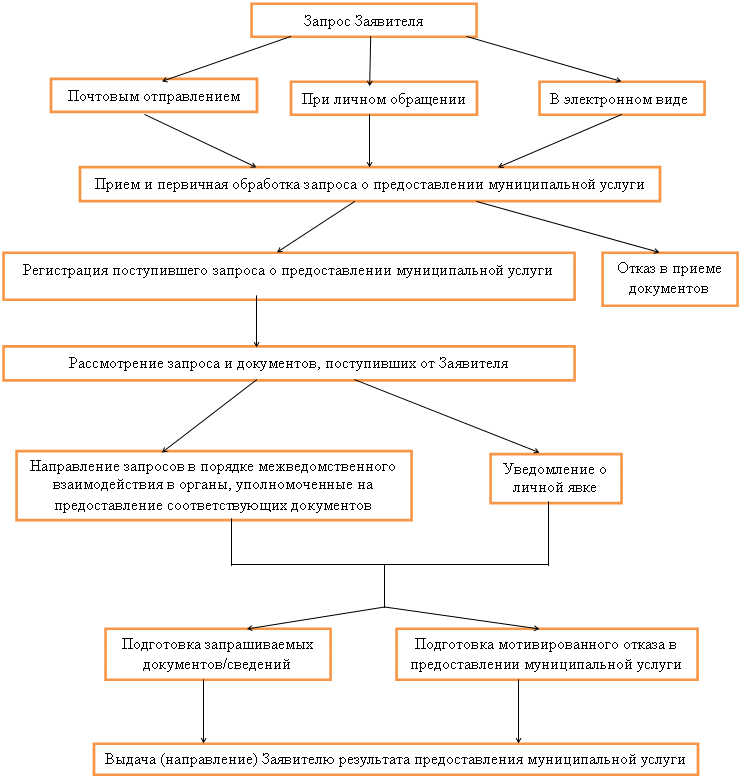 Запрос Заявителя
Почтовым отправлением
При личном обращении
В электронном виде
Прием и первичная обработка запроса о предоставлении муниципальной услуги
Регистрация поступившего запроса о предоставлении муниципальной услуги
Отказ в приеме
документов
Рассмотрение запроса и документов, поступивших от Заявителя
Направление запросов в порядке межведомственного
взаимодействия в органы, уполномоченные на
предоставление соответствующих документов
Уведомление о
личной явке
Подготовка запрашиваемых
документов/сведений
Подготовка мотивированного отказа в
предоставлении муниципальной услуги
Выдача (направление) Заявителю результата предоставления муниципальной услуги